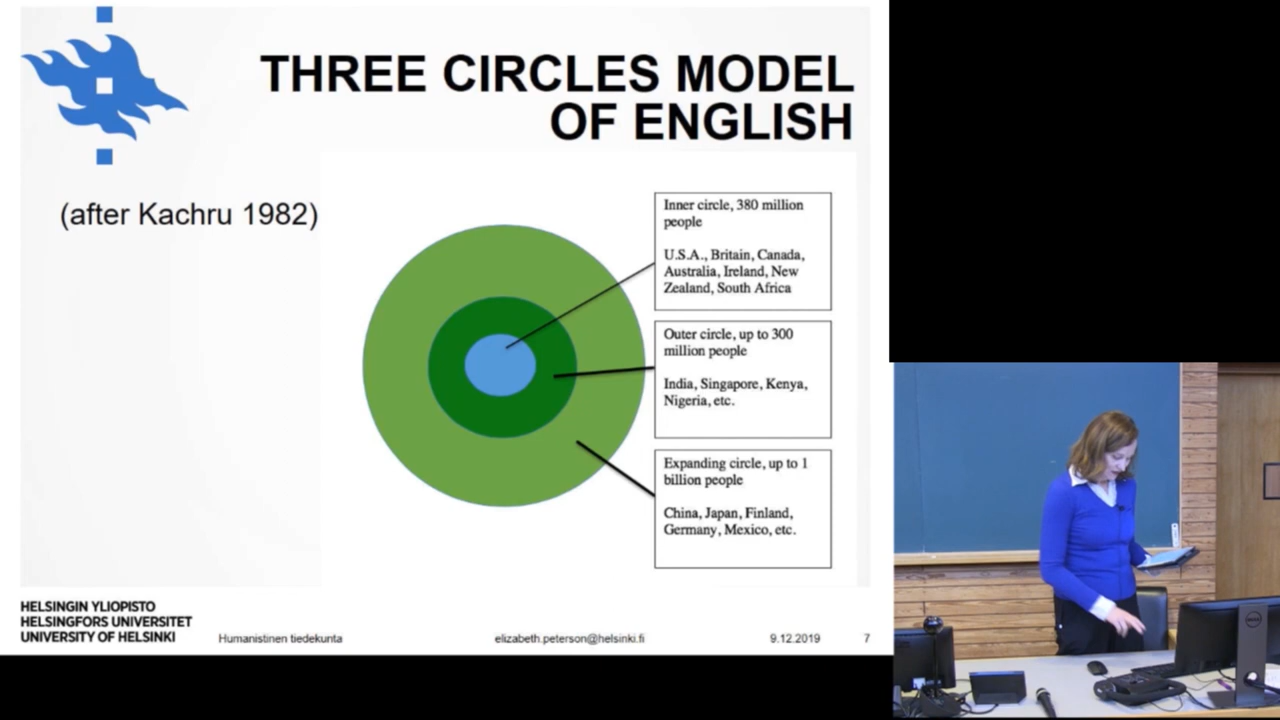 THREE CIRCLES MODEL
OF ENGLISH
(after Kachru 1982)
Inner circle, 380 million
people
U.S.A., Britain, Canada,
Australia, Ireland, New
Zealand, South Africa
Outer circle, up to 300
million people
India, Singapore, Kenya,
Nigeria, etc.
Expanding circle, up to 1
billion people
China, Japan, Finland,
Germany, Mexico, etc.
HELSINGIN YLIOPISTO
HELSINGFORS UNIVERSITET
UNIVERSITY OF HELSINKI
Humanistinen tiedekunta
elizabeth.peterson@helsinki.fi
9.12.2019
7
DELL